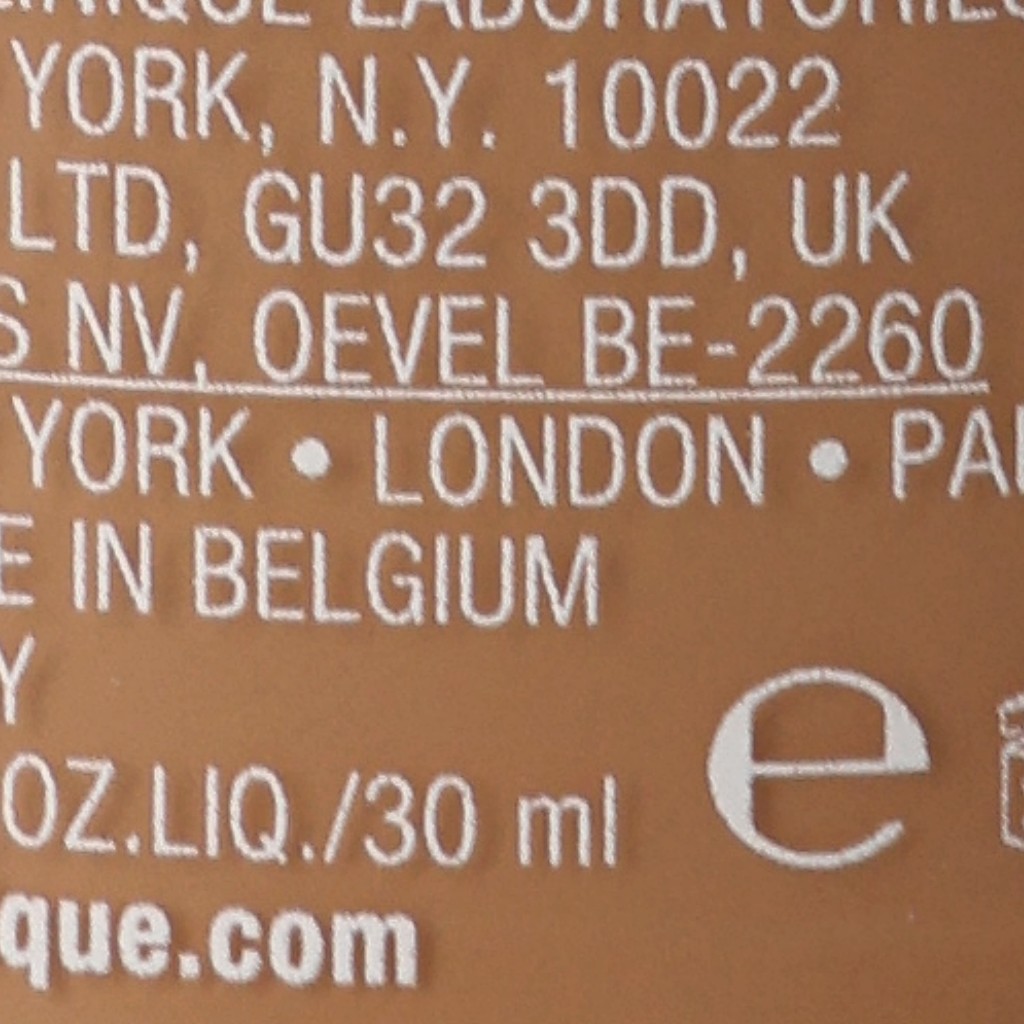 LABORATORIES
YORK, N.Y. 10022
LTD, GU32 3DD, UK
S NV, OEVEL BE-2260
YORK • LONDON • PA
E IN BELGIUM
Y
OZ.LIQ./30 ml e
que.com